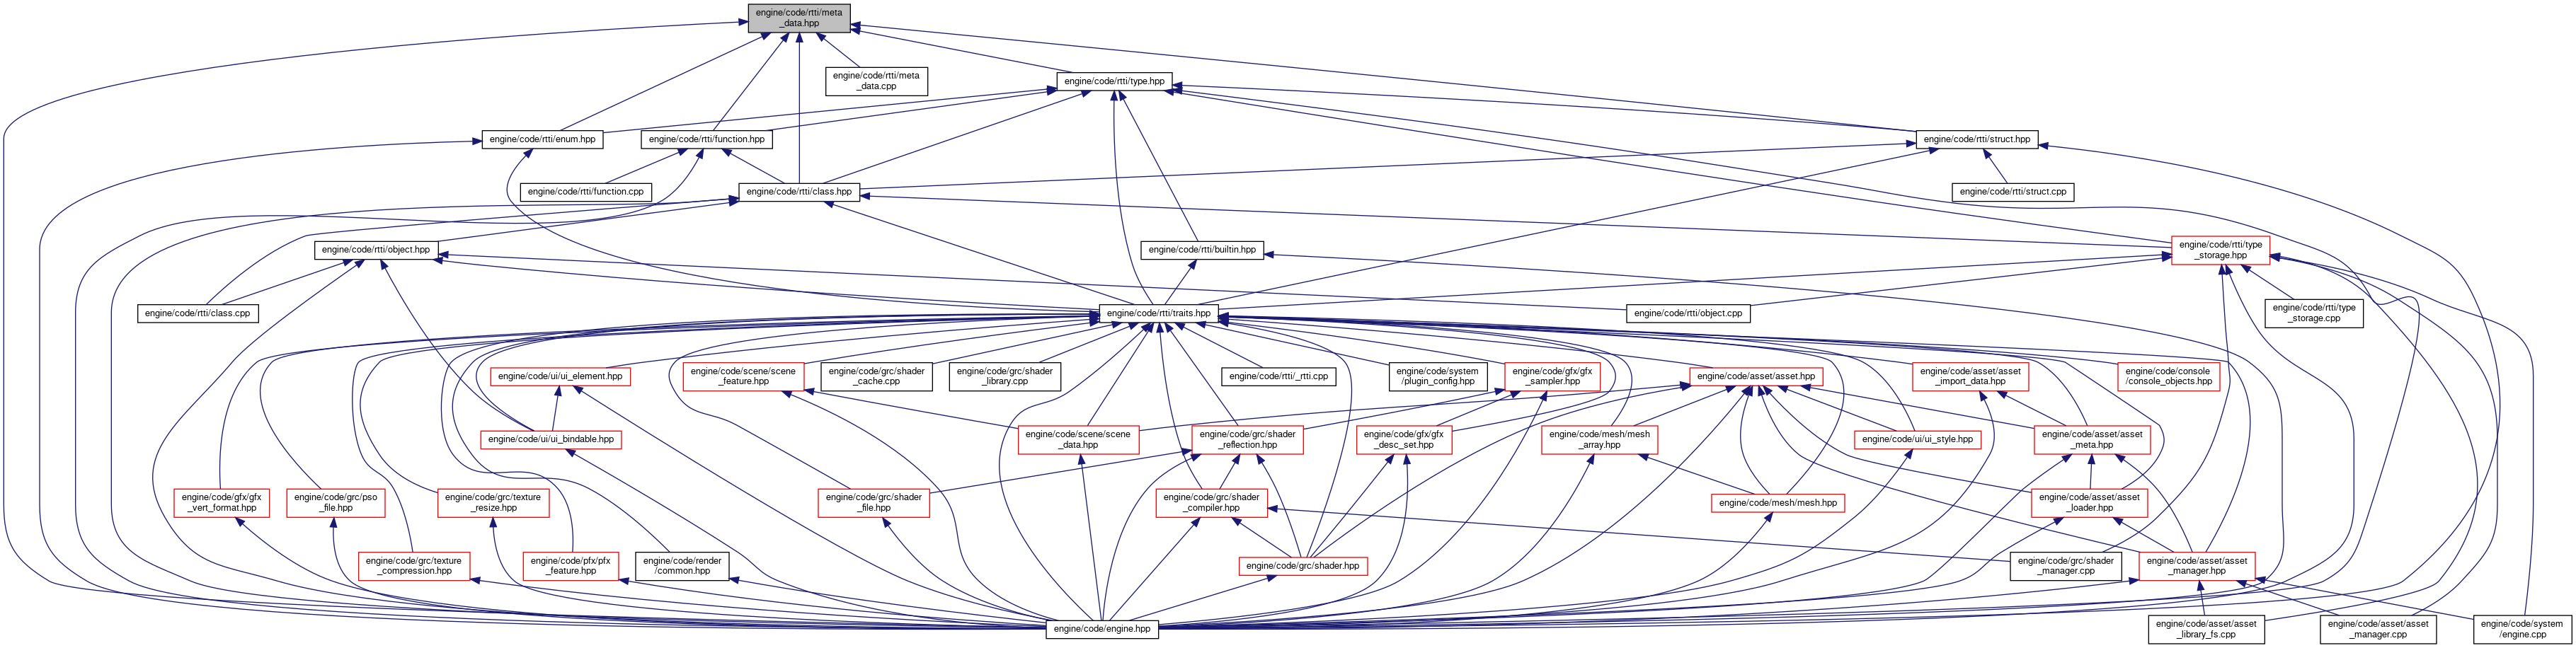 engine/code/rtti/meta
_data.hpp
engine/code/rtti/meta
_data.cpp
engine/code/rtti/type.hpp
engine/code/rtti/enum.hpp
engine/code/rtti/function.hpp
engine/code/rtti/struct.hpp
engine/code/rtti/function.cpp
engine/code/rtti/class.hpp
engine/code/rtti/struct.cpp
engine/code/rtti/object.hpp
engine/code/rtti/builtin.hpp
engine/code/rtti/type
_storage.hpp
engine/code/rtti/class.cpp
engine/code/rtti/traits.hpp
engine/code/rtti/object.cpp
engine/code/rtti/type
_storage.cpp
engine/code/ui/ui_element.hpp
engine/code/scene/scene
_feature.hpp
engine/code/grc/shader
_cache.cpp
engine/code/grc/shader
_library.cpp
engine/code/rtti/_rtti.cpp
engine/code/system
/plugin_config.hpp
engine/code/gfx/gfx
_sampler.hpp
engine/code/asset/asset.hpp
engine/code/asset/asset
_import_data.hpp
engine/code/console
/console_objects.hpp
engine/code/ui/ui_bindable.hpp
engine/code/scene/scene
_data.hpp
engine/code/grc/shader
_reflection.hpp
engine/code/gfx/gfx
_desc_set.hpp
engine/code/mesh/mesh
_array.hpp
engine/code/ui/ui_style.hpp
engine/code/asset/asset
_meta.hpp
engine/code/gfx/gfx
_vert_format.hpp
engine/code/grc/pso
_file.hpp
engine/code/grc/texture
_resize.hpp
engine/code/grc/shader
_file.hpp
engine/code/grc/shader
_compiler.hpp
engine/code/mesh/mesh.hpp
engine/code/asset/asset
_loader.hpp
engine/code/grc/texture
_compression.hpp
engine/code/pfx/pfx
_feature.hpp
engine/code/render
/common.hpp
engine/code/grc/shader.hpp
engine/code/grc/shader
_manager.cpp
engine/code/asset/asset
_manager.hpp
engine/code/engine.hpp
engine/code/asset/asset
_library_fs.cpp
engine/code/asset/asset
_manager.cpp
engine/code/system
/engine.cpp